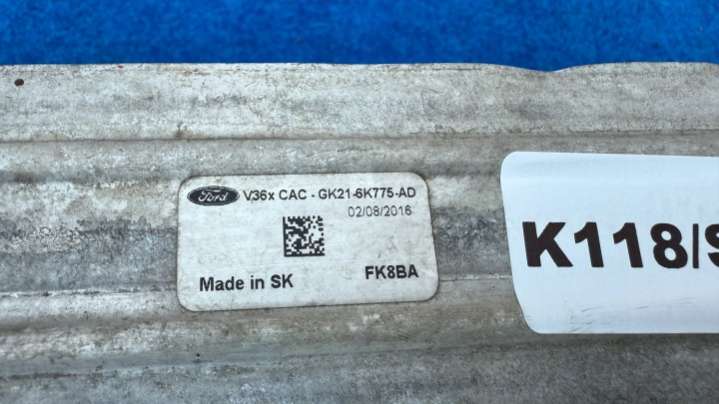 Ford V36x CAC - GK21-6K775-AD
02/08/2016
Made in SK FK8BA
K118/S